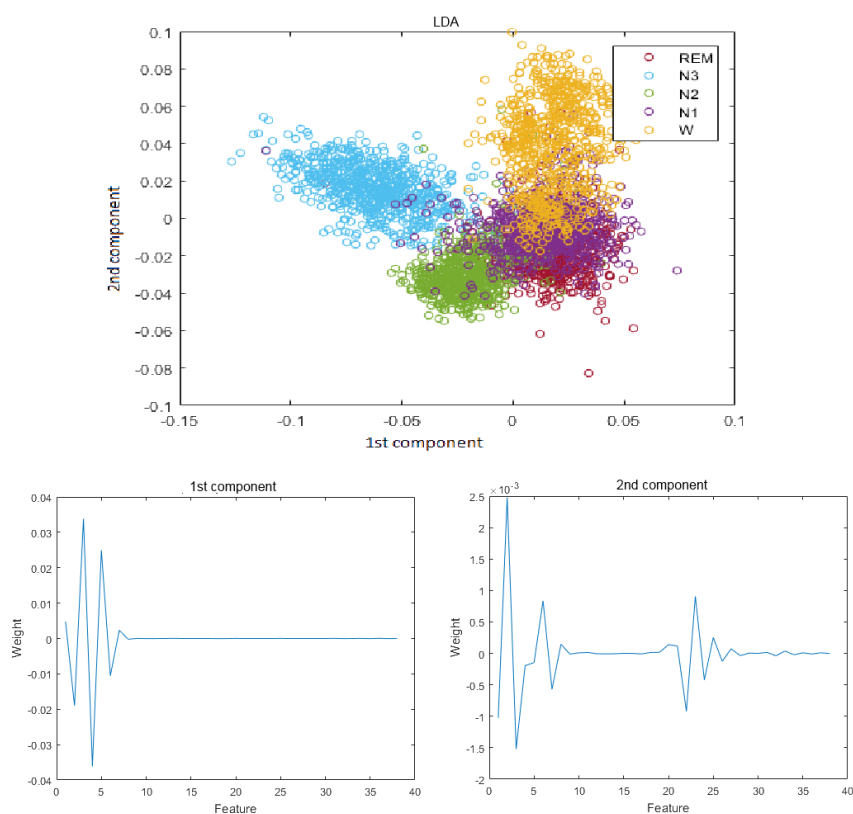 LDA
0.1
0.08
0.06
0.04
0.02
0
-0.02
-0.04
-0.06
-0.08
-0.1
2nd component
REM
N3
N2
N1
W
-0.15 -0.1 -0.05 0 0.05 0.1
1st component
1st component
0.04
0.03
0.02
0.01
0
-0.01
-0.02
-0.03
-0.04
Weight
0 5 10 15 20 25 30 35 40
Feature
2nd component
×10⁻³
2.5
2
1.5
1
0.5
0
-0.5
-1
-1.5
-2
Weight
0 5 10 15 20 25 30 35 40
Feature